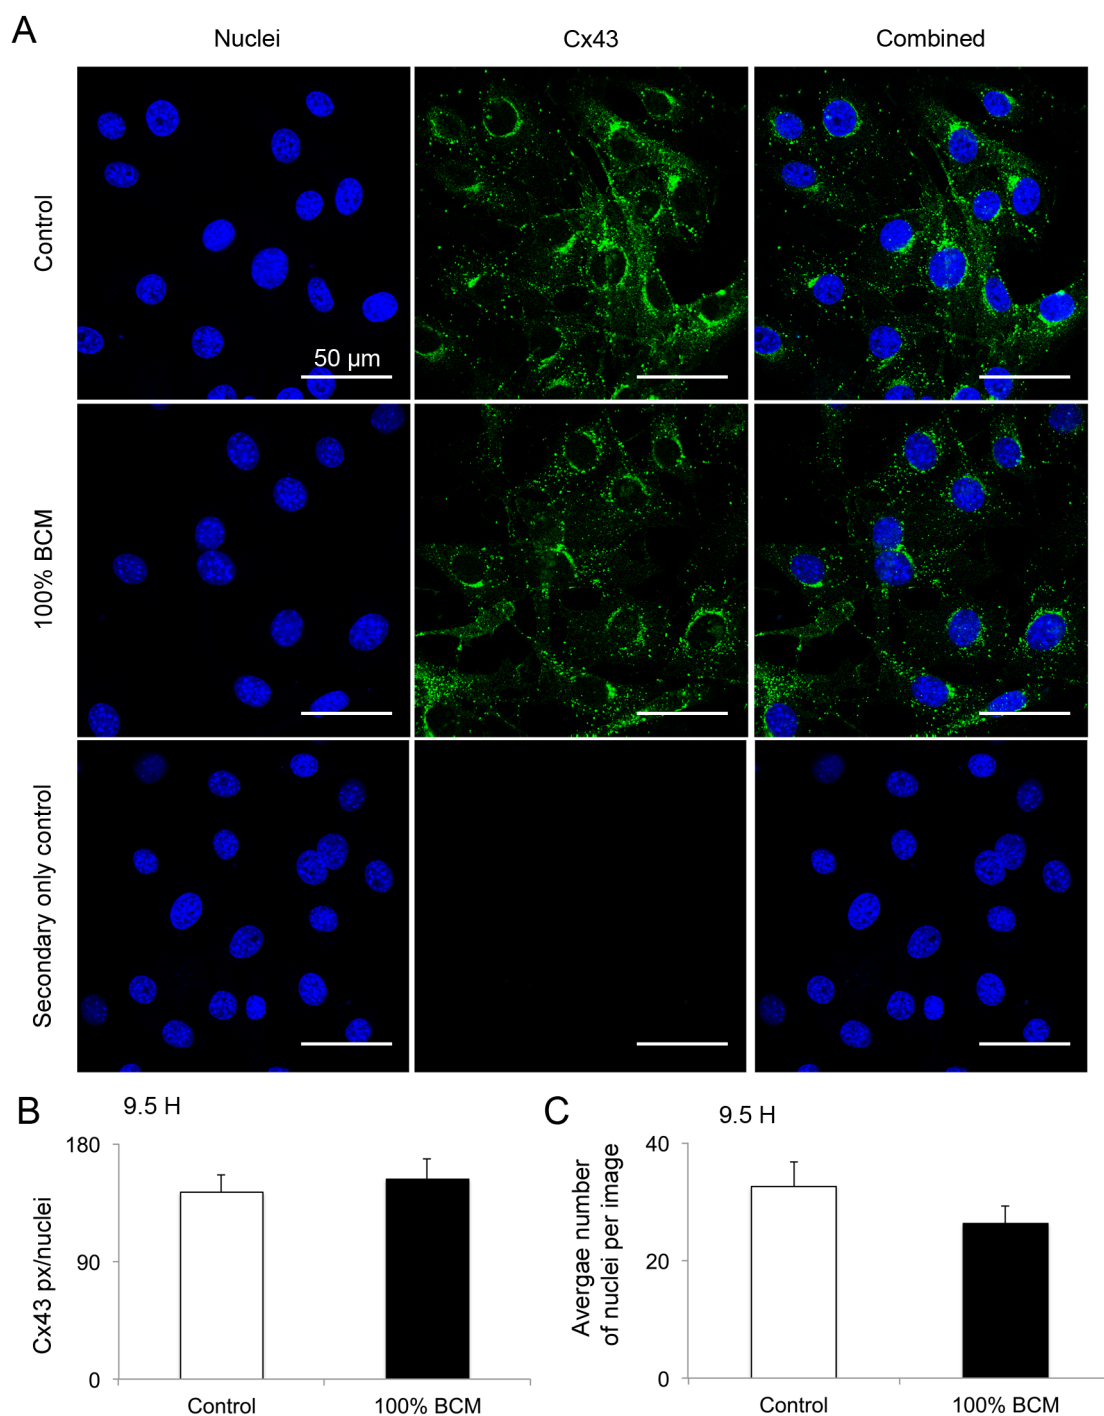 A
Nuclei
Cx43
Combined
Control
50 µm
100% BCM
Secondary only control
B
9.5 H
180
90
0
Cx43 px/nuclei
Control
100% BCM
C
9.5 H
40
20
0
Avergae number
of nuclei per image
Control
100% BCM